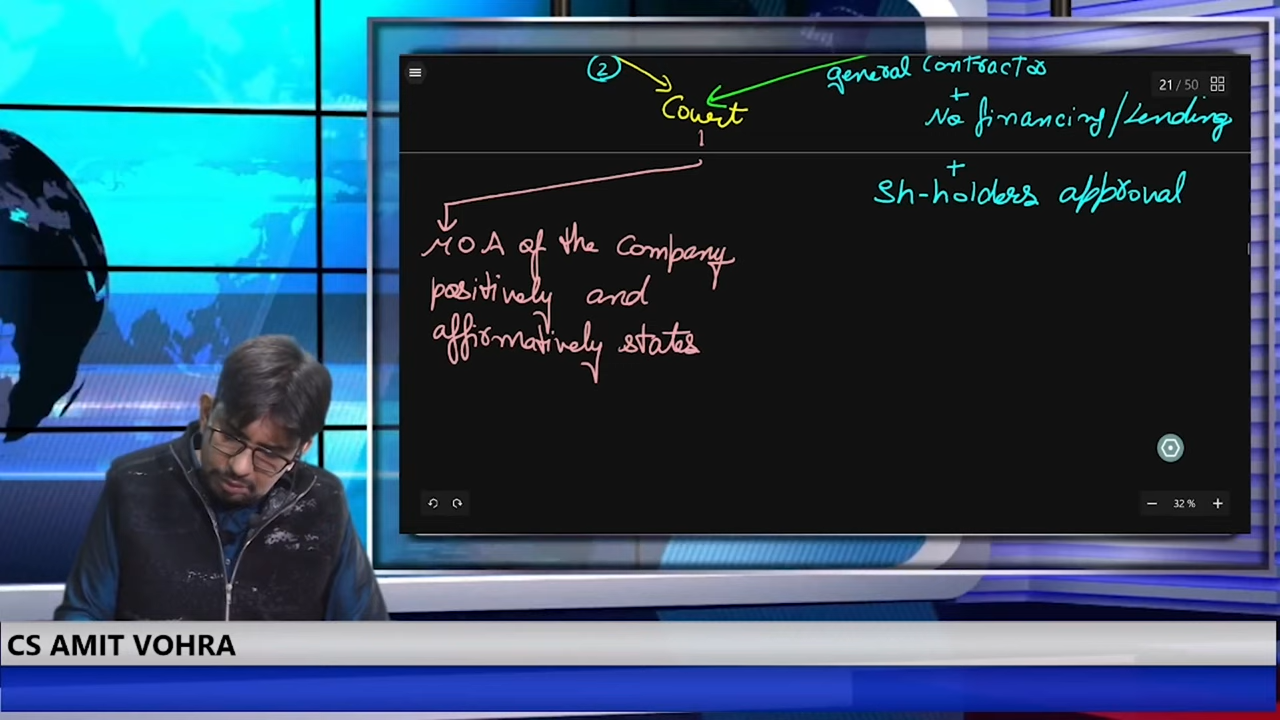 ②
general Contractor
21 / 50
+
Court
No financing/Lending
+
Sh-holders approval
MOA of the Company
positively and
affirmatively states
32 %
CS AMIT VOHRA